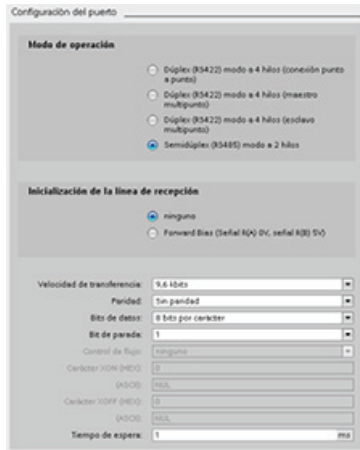 Configuración del puerto
Modo de operación
Dúplex (RS422) modo a 4 hilos (conexión punto
a punto)
Dúplex (RS422) modo a 4 hilos (maestro
multipunto)
Dúplex (RS422) modo a 4 hilos (esclavo
multipunto)
Semidúplex (RS485) modo a 2 hilos
Inicialización de la línea de recepción
ninguno
Forward Bias (Señal R(A) 0V, señal R(B) 5V)
Velocidad de transferencia: 9,6 kbits
Paridad: Sin paridad
Bits de datos: 8 bits por carácter
Bit de parada: 1
Control de flujo: ninguno
Carácter XON (HEX): 0
(ASCII): NUL
Carácter XOFF (HEX): 0
(ASCII): NUL
Tiempo de espera: 1 ms